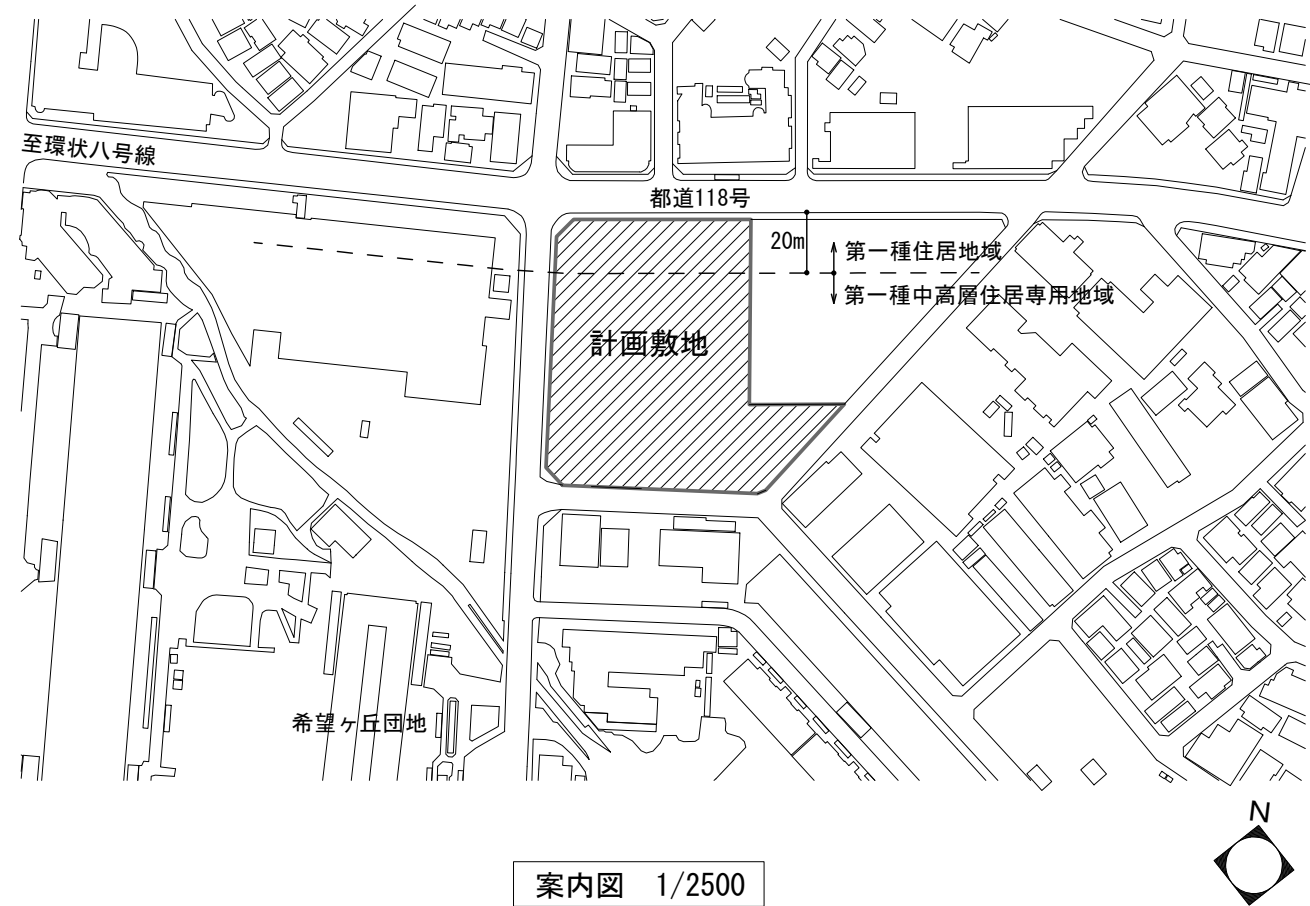 至環状八号線
都道118号
20m
第一種住居地域
第一種中高層住居専用地域
計画敷地
希望ヶ丘団地
N
案内図 1/2500